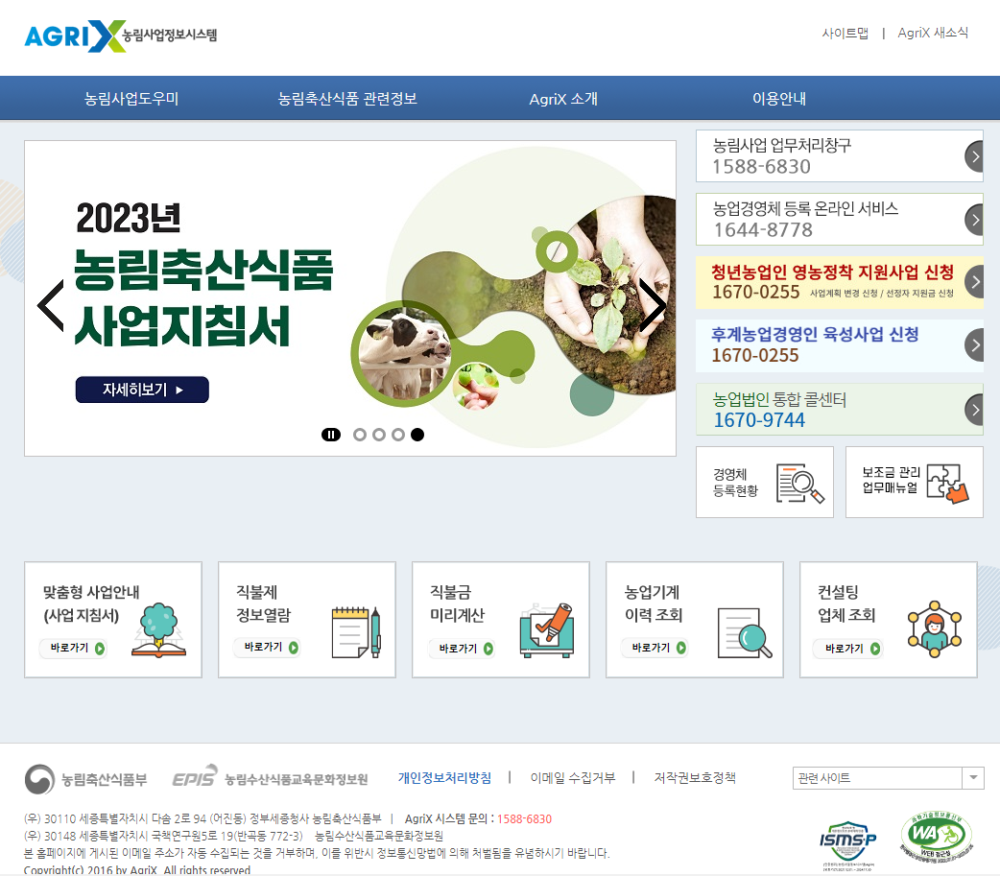 AGRIX 농림사업정보시스템
사이트맵 | AgriX 새소식
농림사업도우미 농림축산식품 관련정보 AgriX 소개 이용안내
2023년
농림축산식품
사업지침서
자세히보기
농림사업 업무처리창구
1588-6830
농업경영체 등록 온라인 서비스
1644-8778
청년농업인 영농정착 지원사업 신청
1670-0255 사업계획 변경 신청 / 선정자 지원금 신청
후계농업경영인 육성사업 신청
1670-0255
농업법인 통합 콜센터
1670-9744
경영체
등록현황
보조금 관리
업무매뉴얼
맞춤형 사업안내
(사업지침서)
바로가기
직불제
정보열람
바로가기
직불금
미리계산
바로가기
농업기계
이력 조회
바로가기
컨설팅
업체 조회
바로가기
농림축산식품부 EPIS 농림수산식품교육문화정보원 개인정보처리방침 | 이메일 수집거부 | 저작권보호정책 관련 사이트
(우) 30110 세종특별자치시 다솜 2로 94 (어진동) 정부세종청사 농림축산식품부 | AgriX 시스템 문의 : 1588-6830
(우) 30148 세종특별자치시 국책연구원5로 19(반곡동 772-3) 농림수산식품교육문화정보원
본 홈페이지에 게시된 이메일 주소가 자동 수집되는 것을 거부하며, 이를 위반시 정보통신망법에 의해 처벌됨을 유념하시기 바랍니다.
Copyright(c) 2016 by AgriX. All rights reserved
ISMS-P
WA
WEB 접근성